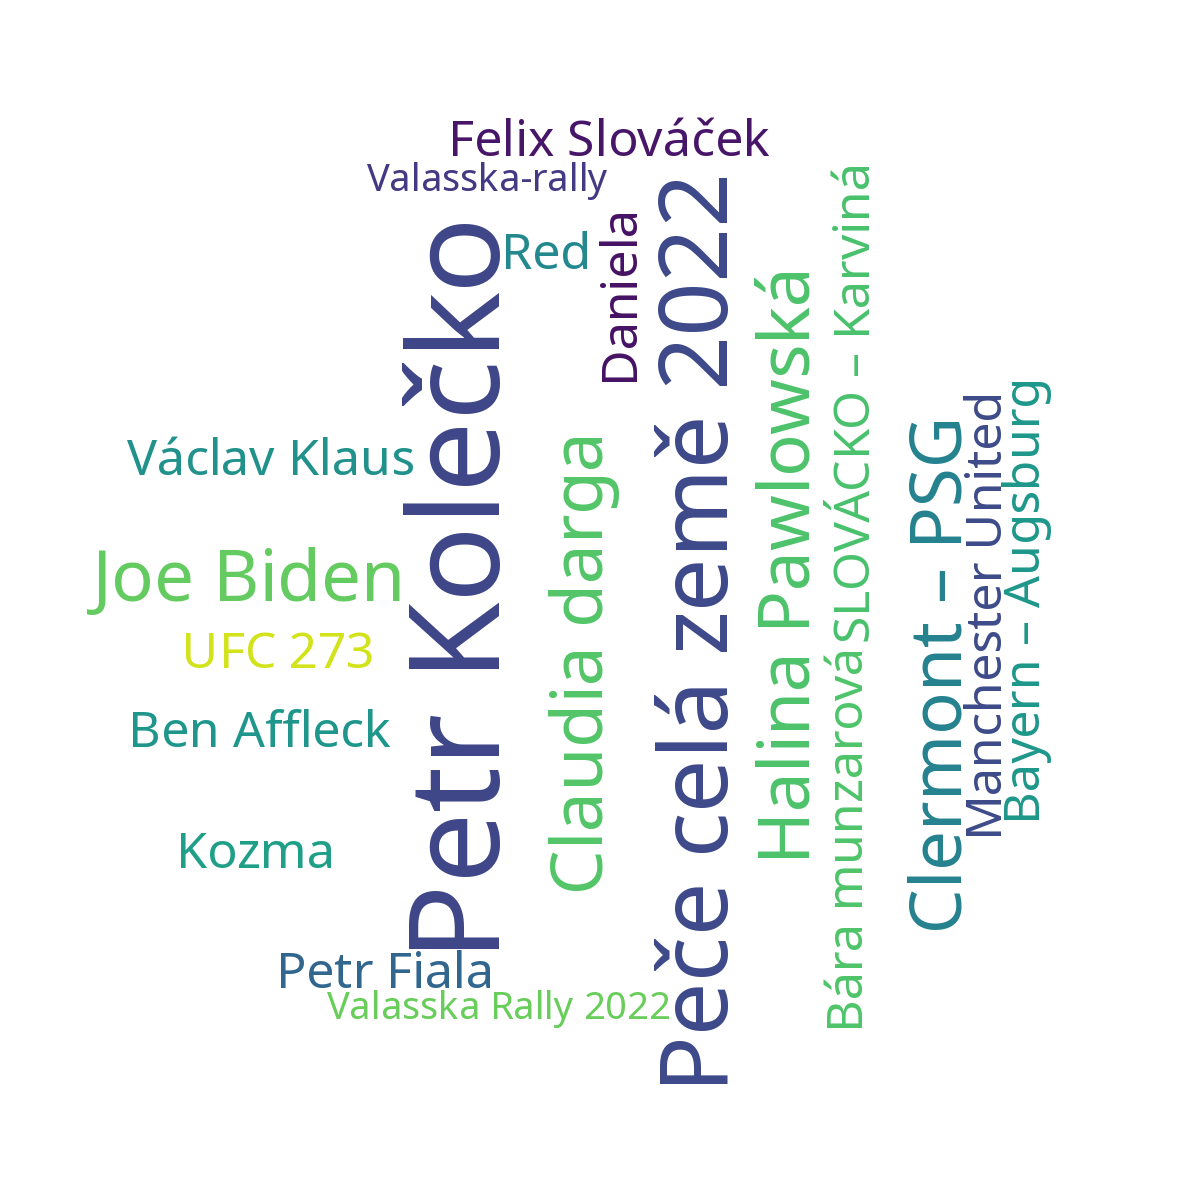 Felix Slováček
Valasska-rally
Red
Daniela
Petr Kolečko
Peče celá země 2022
Halina Pawlowská
SLOVÁCKO – Karviná
Václav Klaus
Claudia darga
Clermont – PSG
Manchester United
Bayern – Augsburg
Joe Biden
UFC 273
Bára munzarová
Ben Affleck
Kozma
Petr Fiala
Valasska Rally 2022